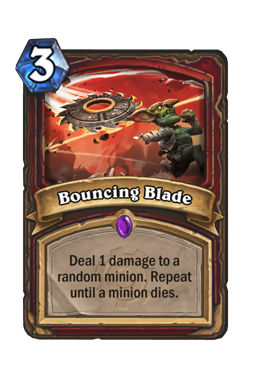 3
Bouncing Blade
Deal 1 damage to a
random minion. Repeat
until a minion dies.